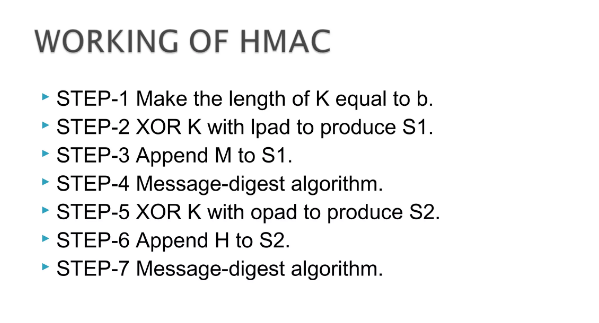 WORKING OF HMAC
STEP-1 Make the length of K equal to b.
STEP-2 XOR K with Ipad to produce S1.
STEP-3 Append M to S1.
STEP-4 Message-digest algorithm.
STEP-5 XOR K with opad to produce S2.
STEP-6 Append H to S2.
STEP-7 Message-digest algorithm.